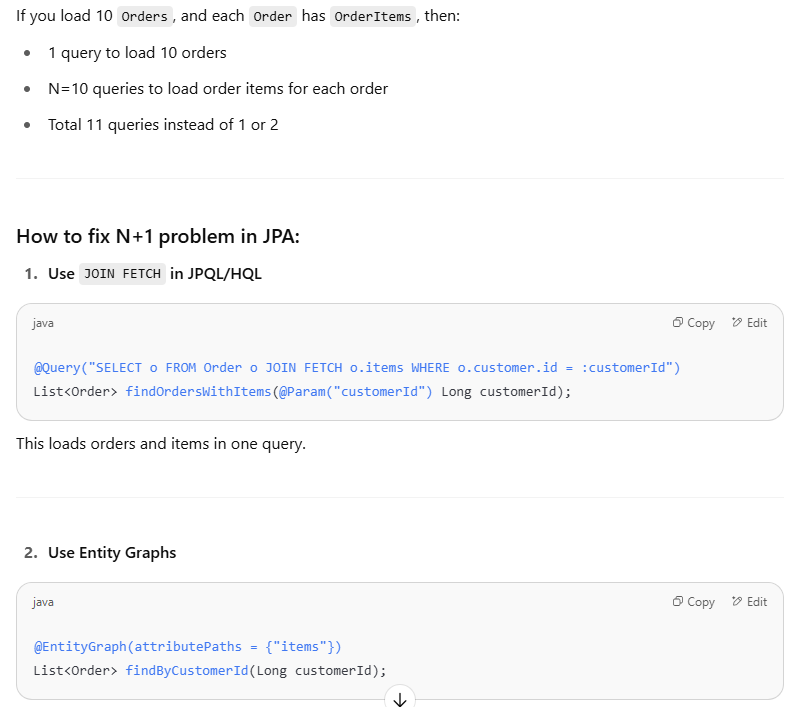 If you load 10 Orders, and each Order has OrderItems, then:
• 1 query to load 10 orders
• N=10 queries to load order items for each order
• Total 11 queries instead of 1 or 2
How to fix N+1 problem in JPA:
1. Use JOIN FETCH in JPQL/HQL
java Copy Edit
@Query("SELECT o FROM Order o JOIN FETCH o.items WHERE o.customer.id = :customerId")
List<Order> findOrdersWithItems(@Param("customerId") Long customerId);
This loads orders and items in one query.
2. Use Entity Graphs
java Copy Edit
@EntityGraph(attributePaths = {"items"})
List<Order> findByCustomerId(Long customerId);